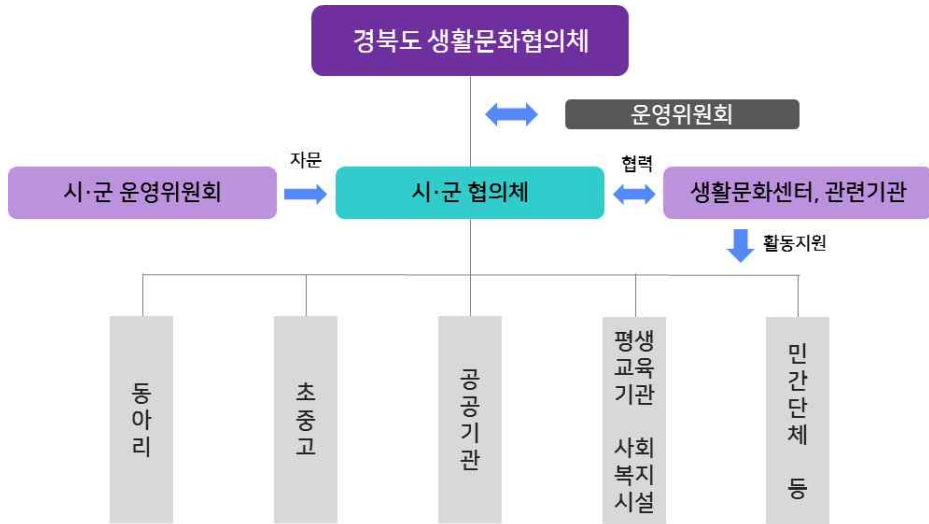 경북도 생활문화협의체
운영위원회
자문
협력
시·군 운영위원회
시·군 협의체
생활문화센터, 관련기관
활동지원
동아리
초중고
공공기관
평생
교육
기관
사회
복지
시설
민간단체 등